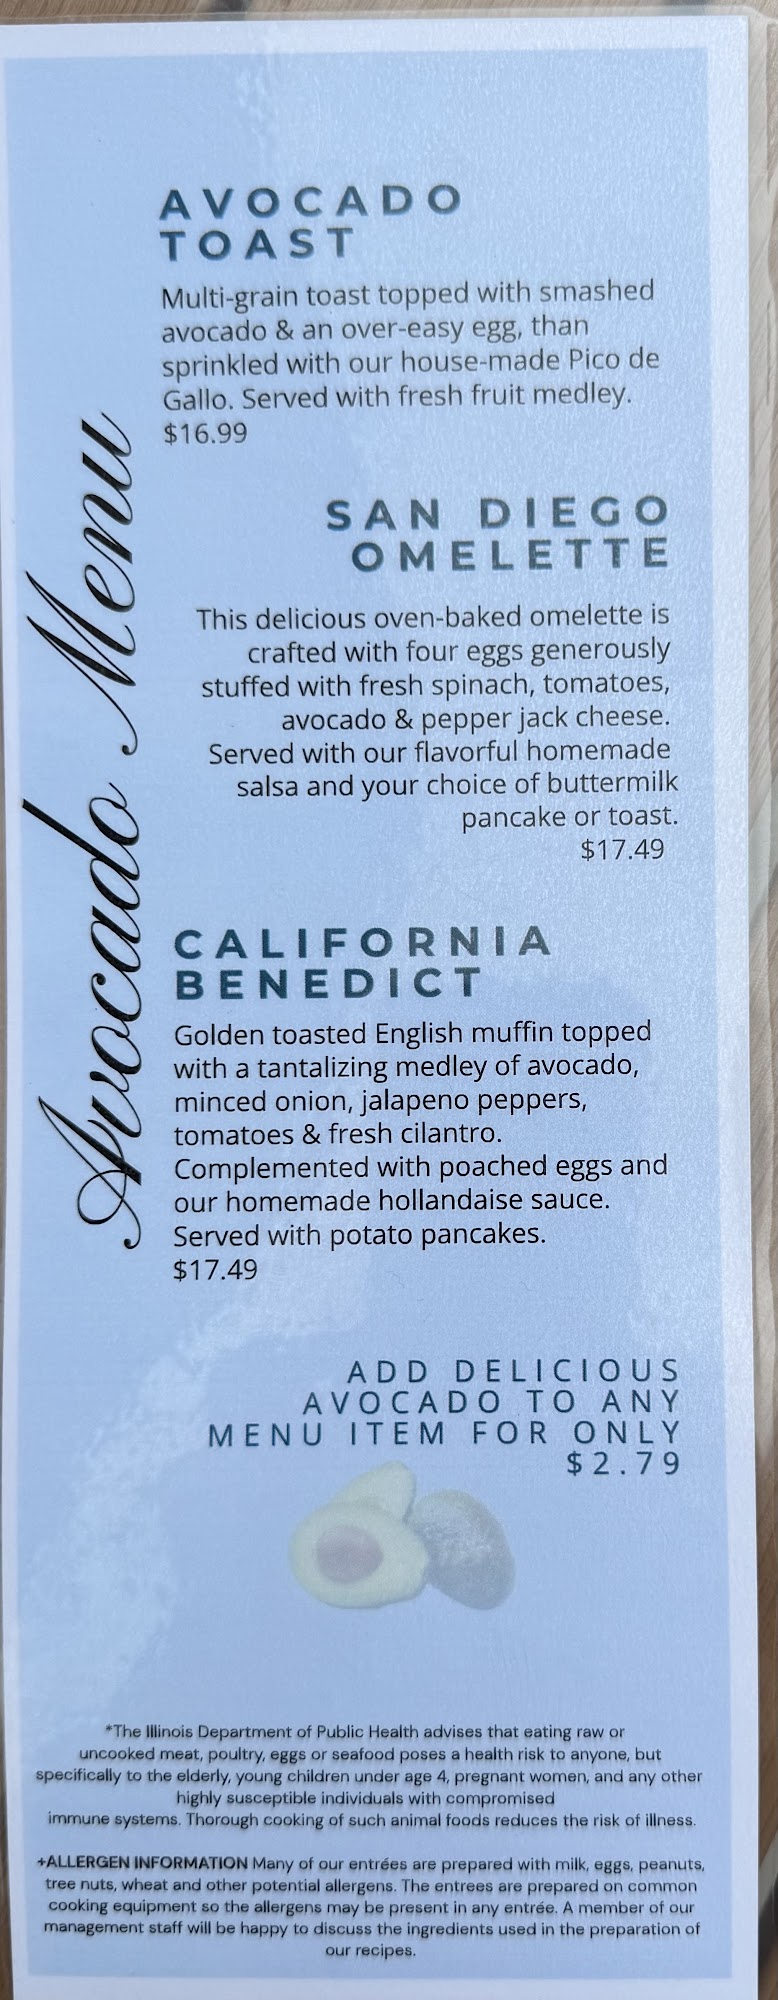 Avocado Menu
AVOCADO
TOAST
Multi-grain toast topped with smashed
avocado & an over-easy egg, than
sprinkled with our house-made Pico de
Gallo. Served with fresh fruit medley.
$16.99
SAN DIEGO
OMELETTE
This delicious oven-baked omelette is
crafted with four eggs generously
stuffed with fresh spinach, tomatoes,
avocado & pepper jack cheese.
Served with our flavorful homemade
salsa and your choice of buttermilk
pancake or toast.
$17.49
CALIFORNIA
BENEDICT
Golden toasted English muffin topped
with a tantalizing medley of avocado,
minced onion, jalapeno peppers,
tomatoes & fresh cilantro.
Complemented with poached eggs and
our homemade hollandaise sauce.
Served with potato pancakes.
$17.49
ADD DELICIOUS
AVOCADO TO ANY
MENU ITEM FOR ONLY
$2.79
*The Illinois Department of Public Health advises that eating raw or
uncooked meat, poultry, eggs or seafood poses a health risk to anyone, but
specifically to the elderly, young children under age 4, pregnant women, and any other
highly susceptible individuals with compromised
immune systems. Thorough cooking of such animal foods reduces the risk of illness.
+ALLERGEN INFORMATION Many of our entrées are prepared with milk, eggs, peanuts,
tree nuts, wheat and other potential allergens. The entrees are prepared on common
cooking equipment so the allergens may be present in any entrée. A member of our
management staff will be happy to discuss the ingredients used in the preparation of
our recipes.